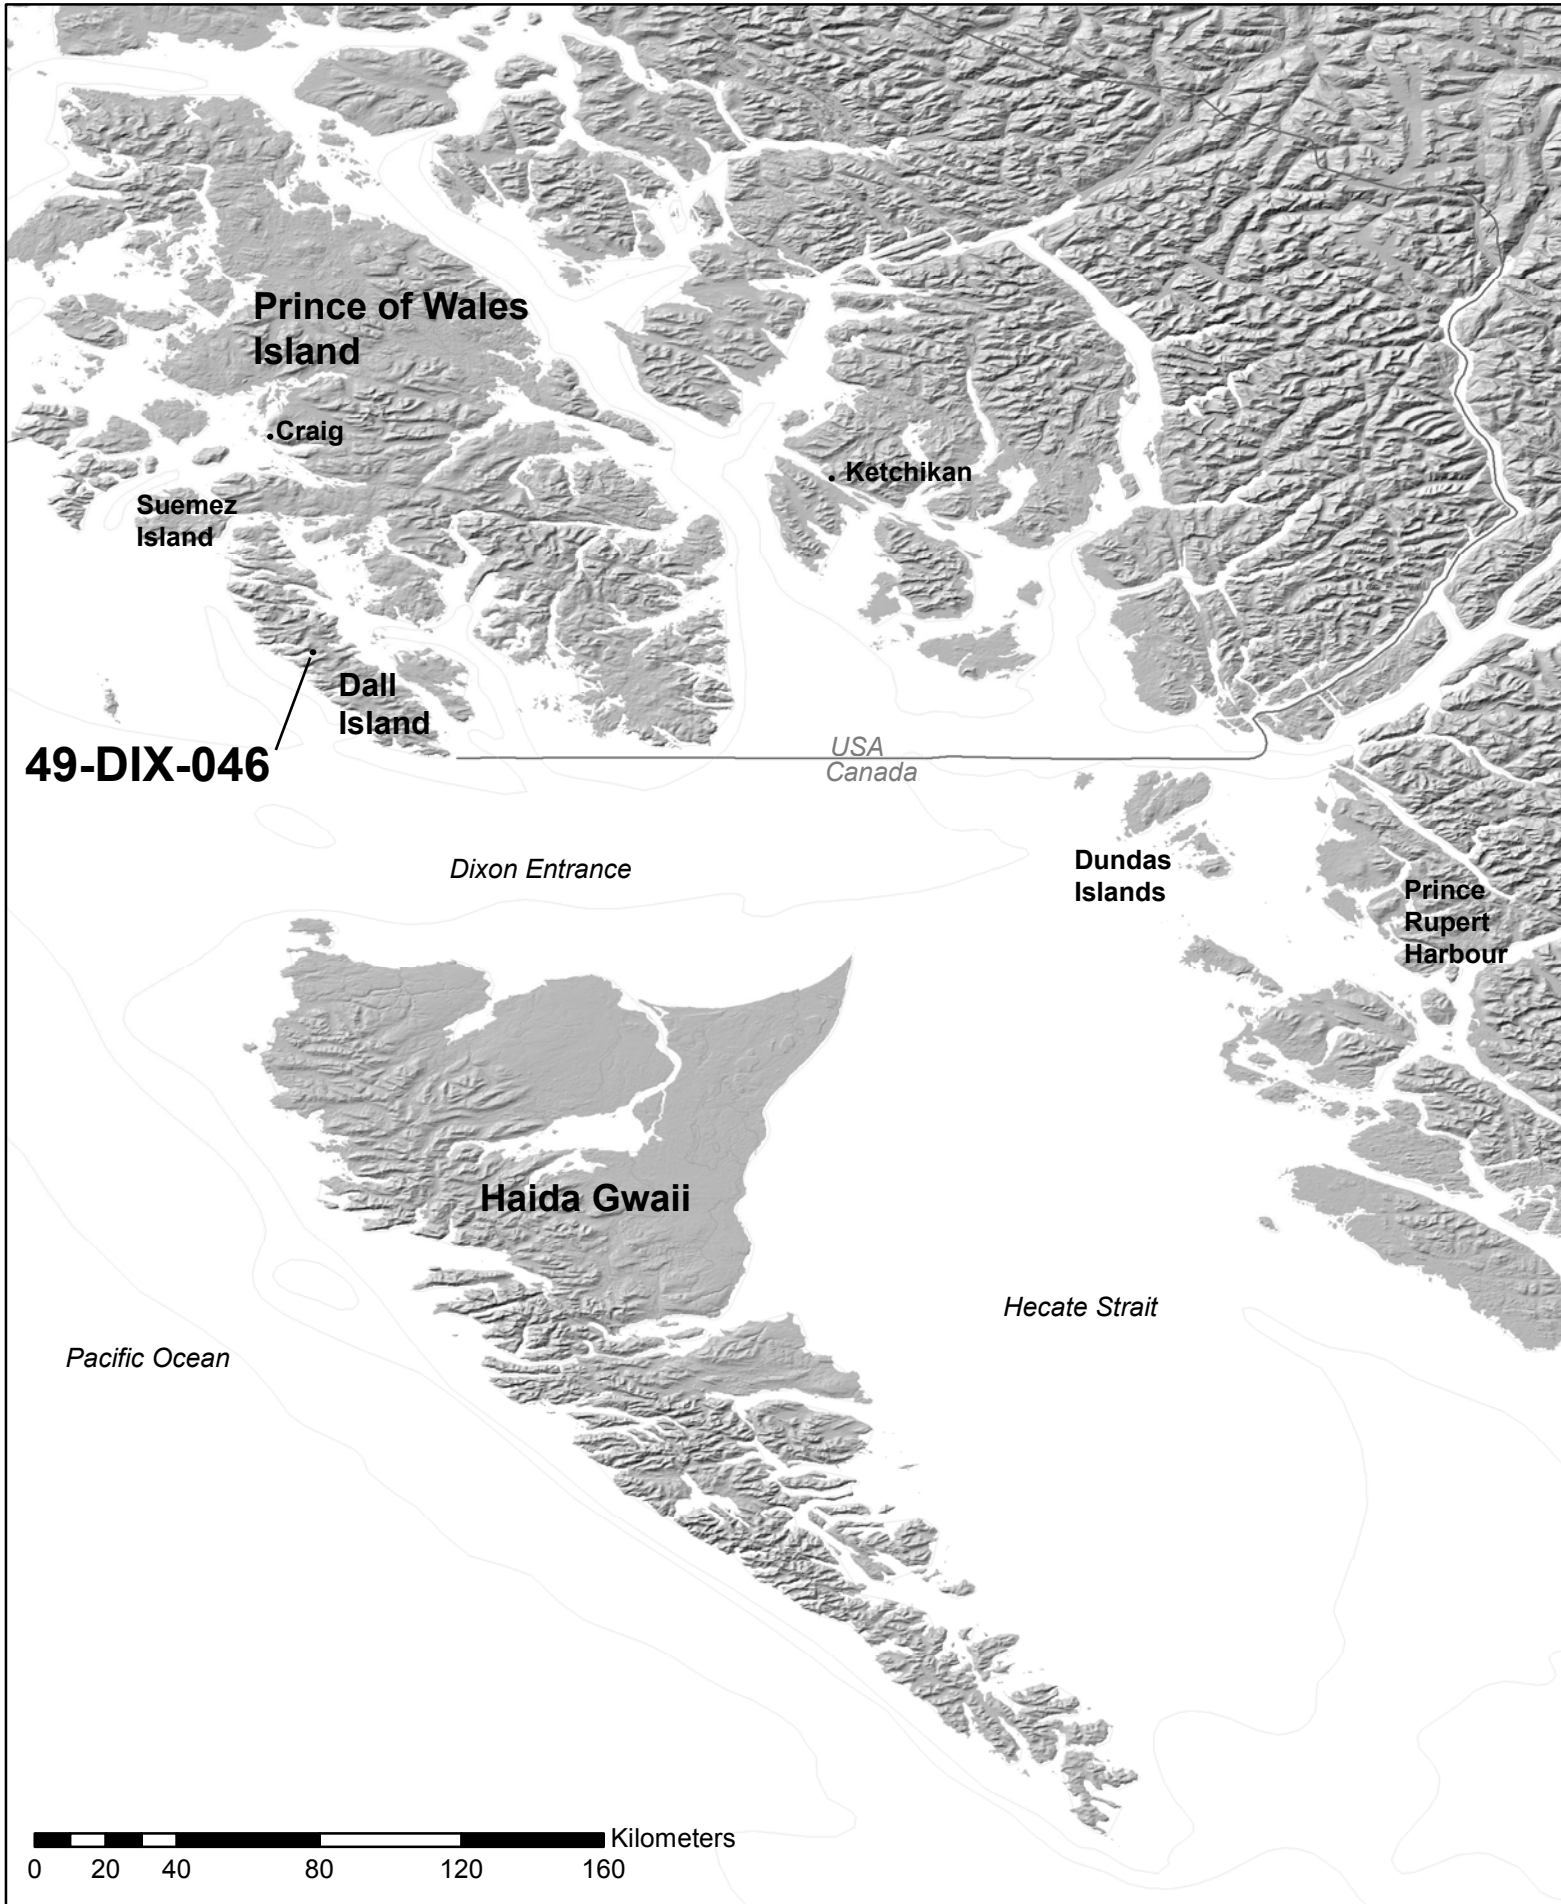 Prince of Wales
Island
Craig
Ketchikan
Suemez
Island
Dall
Island
49-DIX-046
USA
Canada
Dixon Entrance
Dundas
Islands
Prince
Rupert
Harbour
Haida Gwaii
Hecate Strait
Pacific Ocean
Kilometers
0 20 40 80 120 160